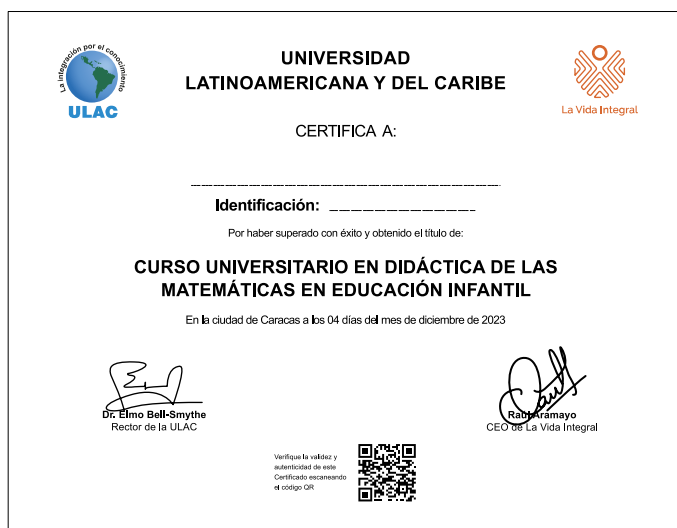 La integración por el conocimiento
ULAC
UNIVERSIDAD
LATINOAMERICANA Y DEL CARIBE
La Vida Integral
CERTIFICA A:
Identificación:
Por haber superado con éxito y obtenido el título de:
CURSO UNIVERSITARIO EN DIDÁCTICA DE LAS
MATEMÁTICAS EN EDUCACIÓN INFANTIL
En la ciudad de Caracas a los 04 días del mes de diciembre de 2023
Dr. Elmo Bell-Smythe
Rector de la ULAC
Raúl Aramayo
CEO de La Vida Integral
Verifique la validez y
autenticidad de este
Certificado escaneando
el código QR